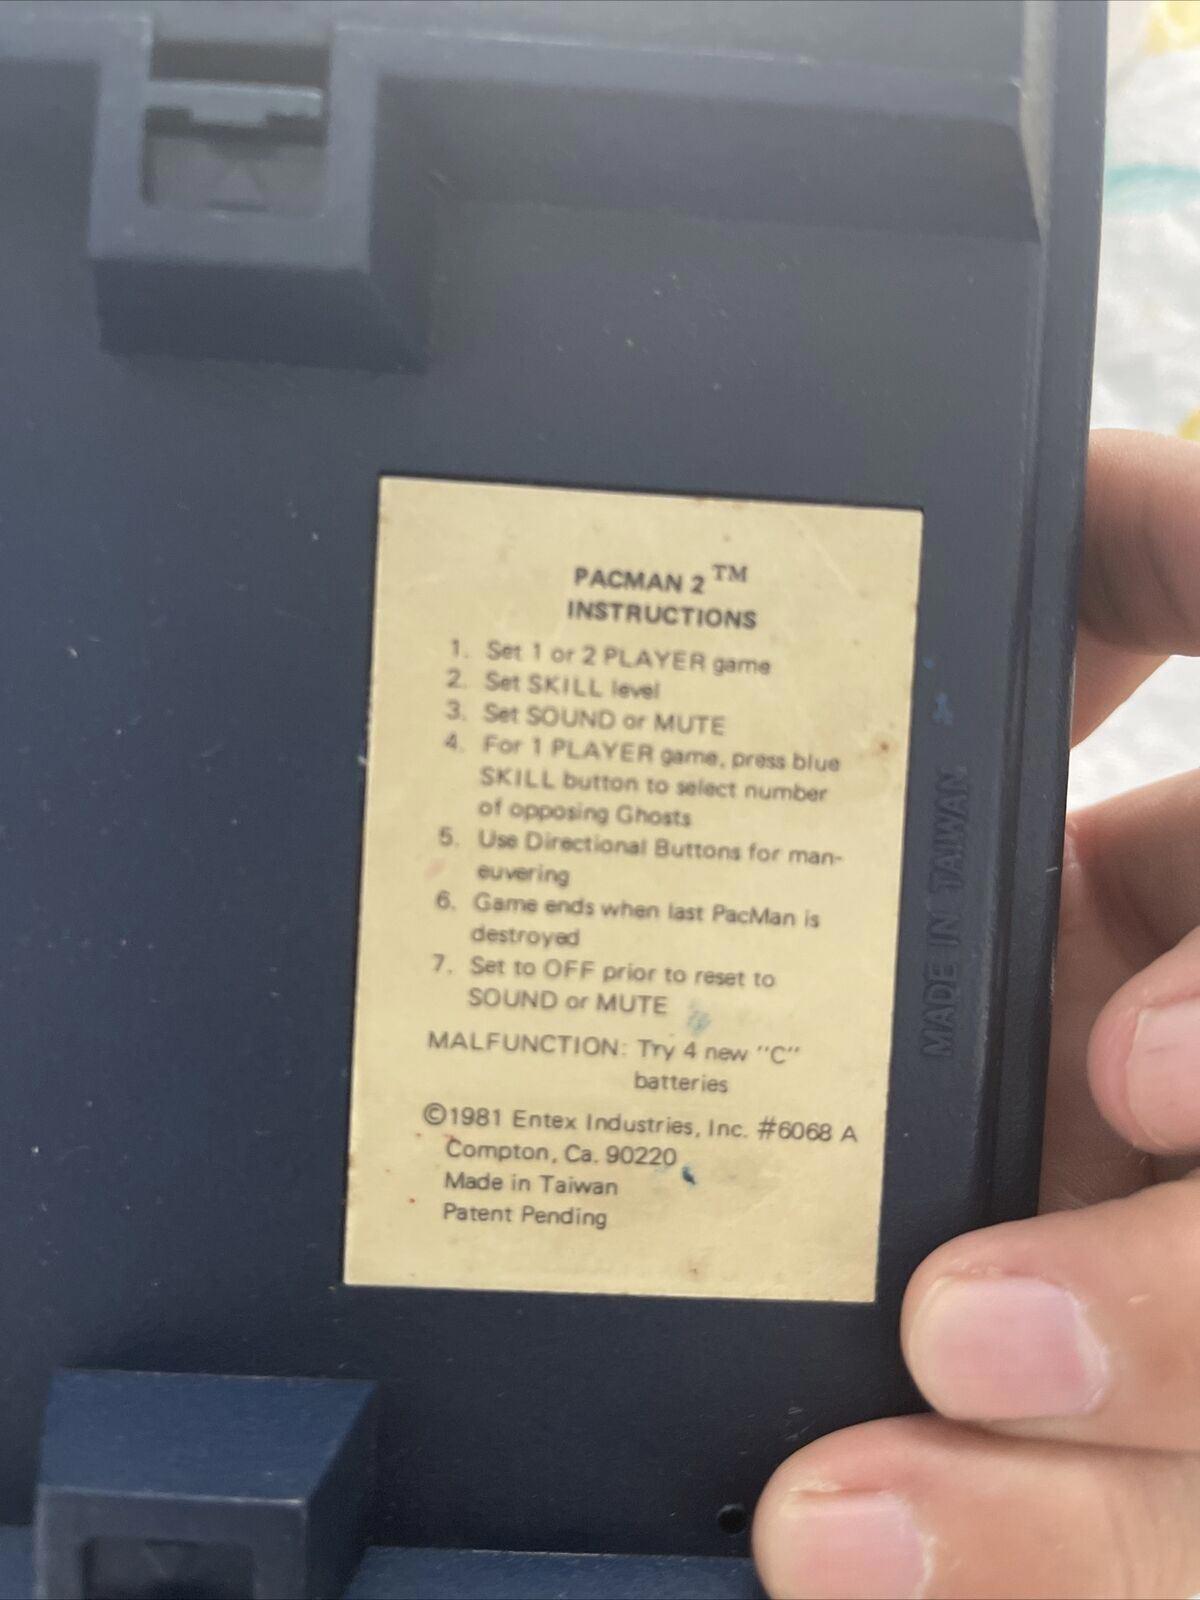 PACMAN 2 TM
INSTRUCTIONS
1. Set 1 or 2 PLAYER game
2. Set SKILL level
3. Set SOUND or MUTE
4. For 1 PLAYER game, press blue
SKILL button to select number
of opposing Ghosts
5. Use Directional Buttons for man-
euvering
6. Game ends when last PacMan is
destroyed
7. Set to OFF prior to reset to
SOUND or MUTE
MALFUNCTION: Try 4 new "C"
batteries
©1981 Entex Industries, Inc. #6068 A
Compton, Ca. 90220
Made in Taiwan
Patent Pending
MADE IN TAIWAN